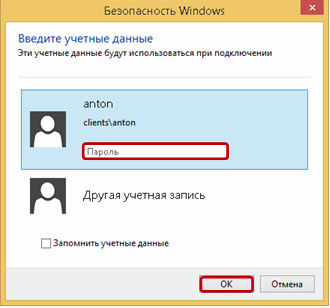 Безопасность Windows
Введите учетные данные
Эти учетные данные будут использоваться при подключении
anton
clients\anton
Пароль
Другая учетная запись
Запомнить учетные данные
OK
Отмена